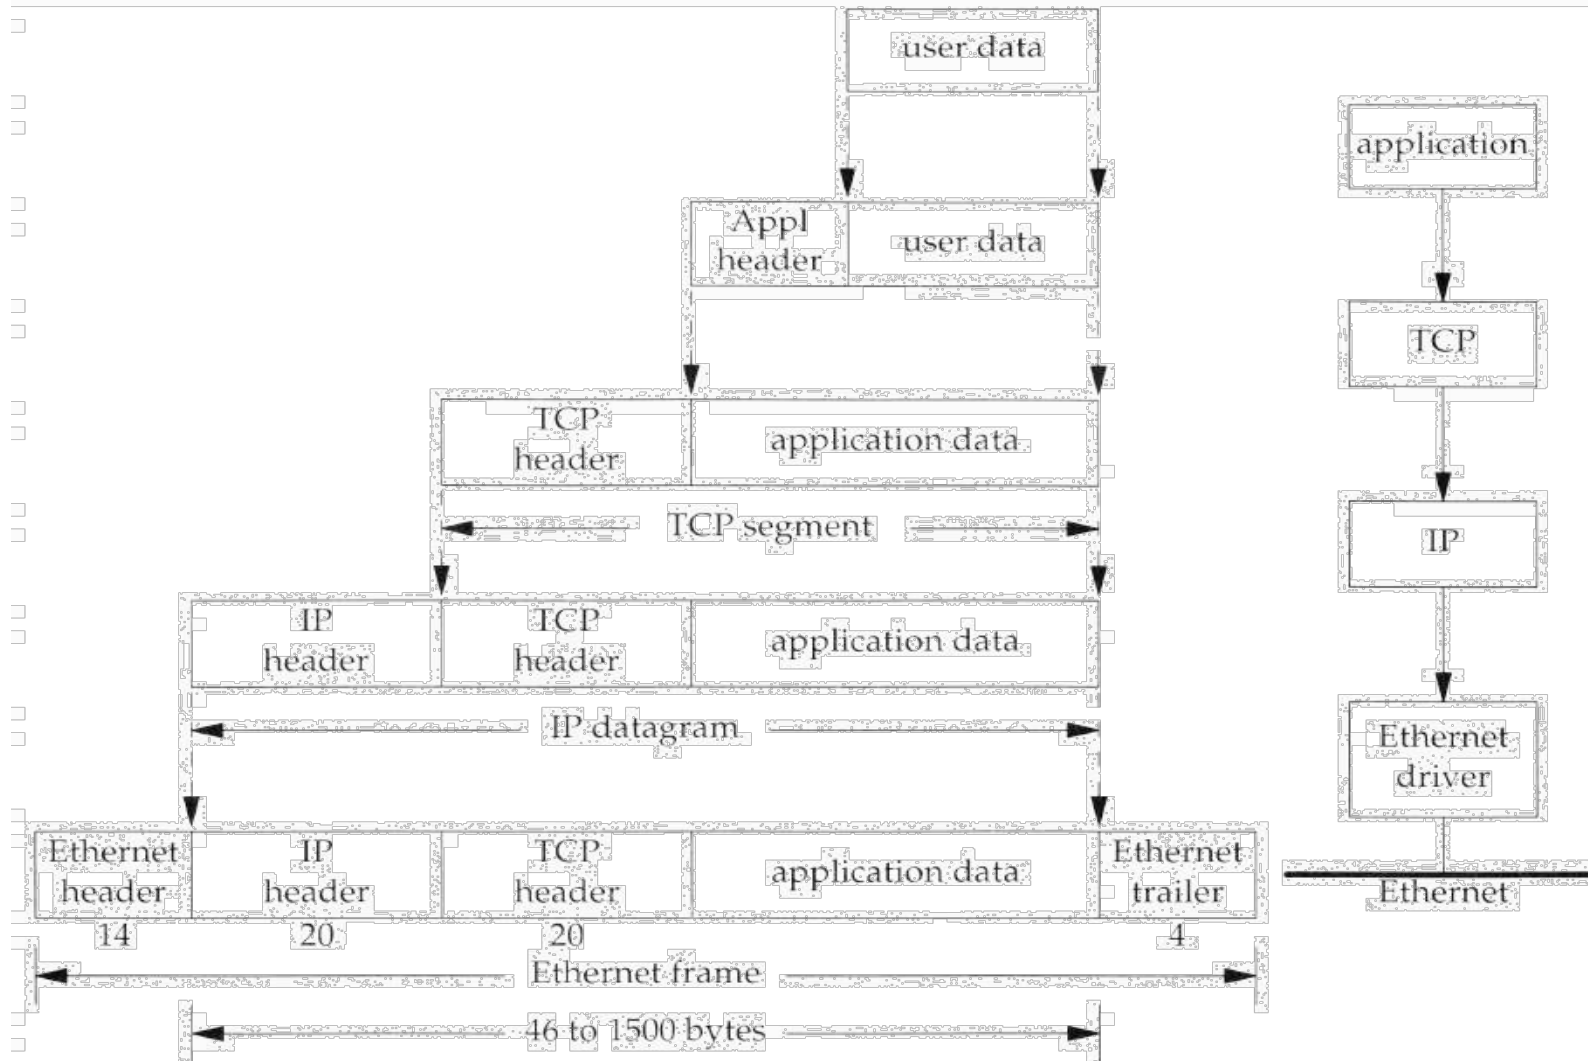 user data
application
Appl
header
user data
TCP
TCP
header
application data
TCP segment
IP
IP
header
TCP
header
application data
IP datagram
Ethernet
driver
Ethernet
header
IP
header
TCP
header
application data
Ethernet
trailer
Ethernet
14
20
20
4
Ethernet frame
46 to 1500 bytes